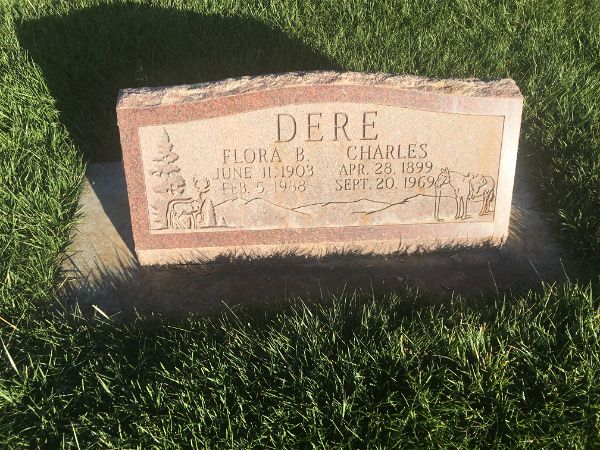 DERE
FLORA B. CHARLES
JUNE 11, 1903 APR. 28, 1899
FEB. 5, 1988 SEPT. 20, 1969